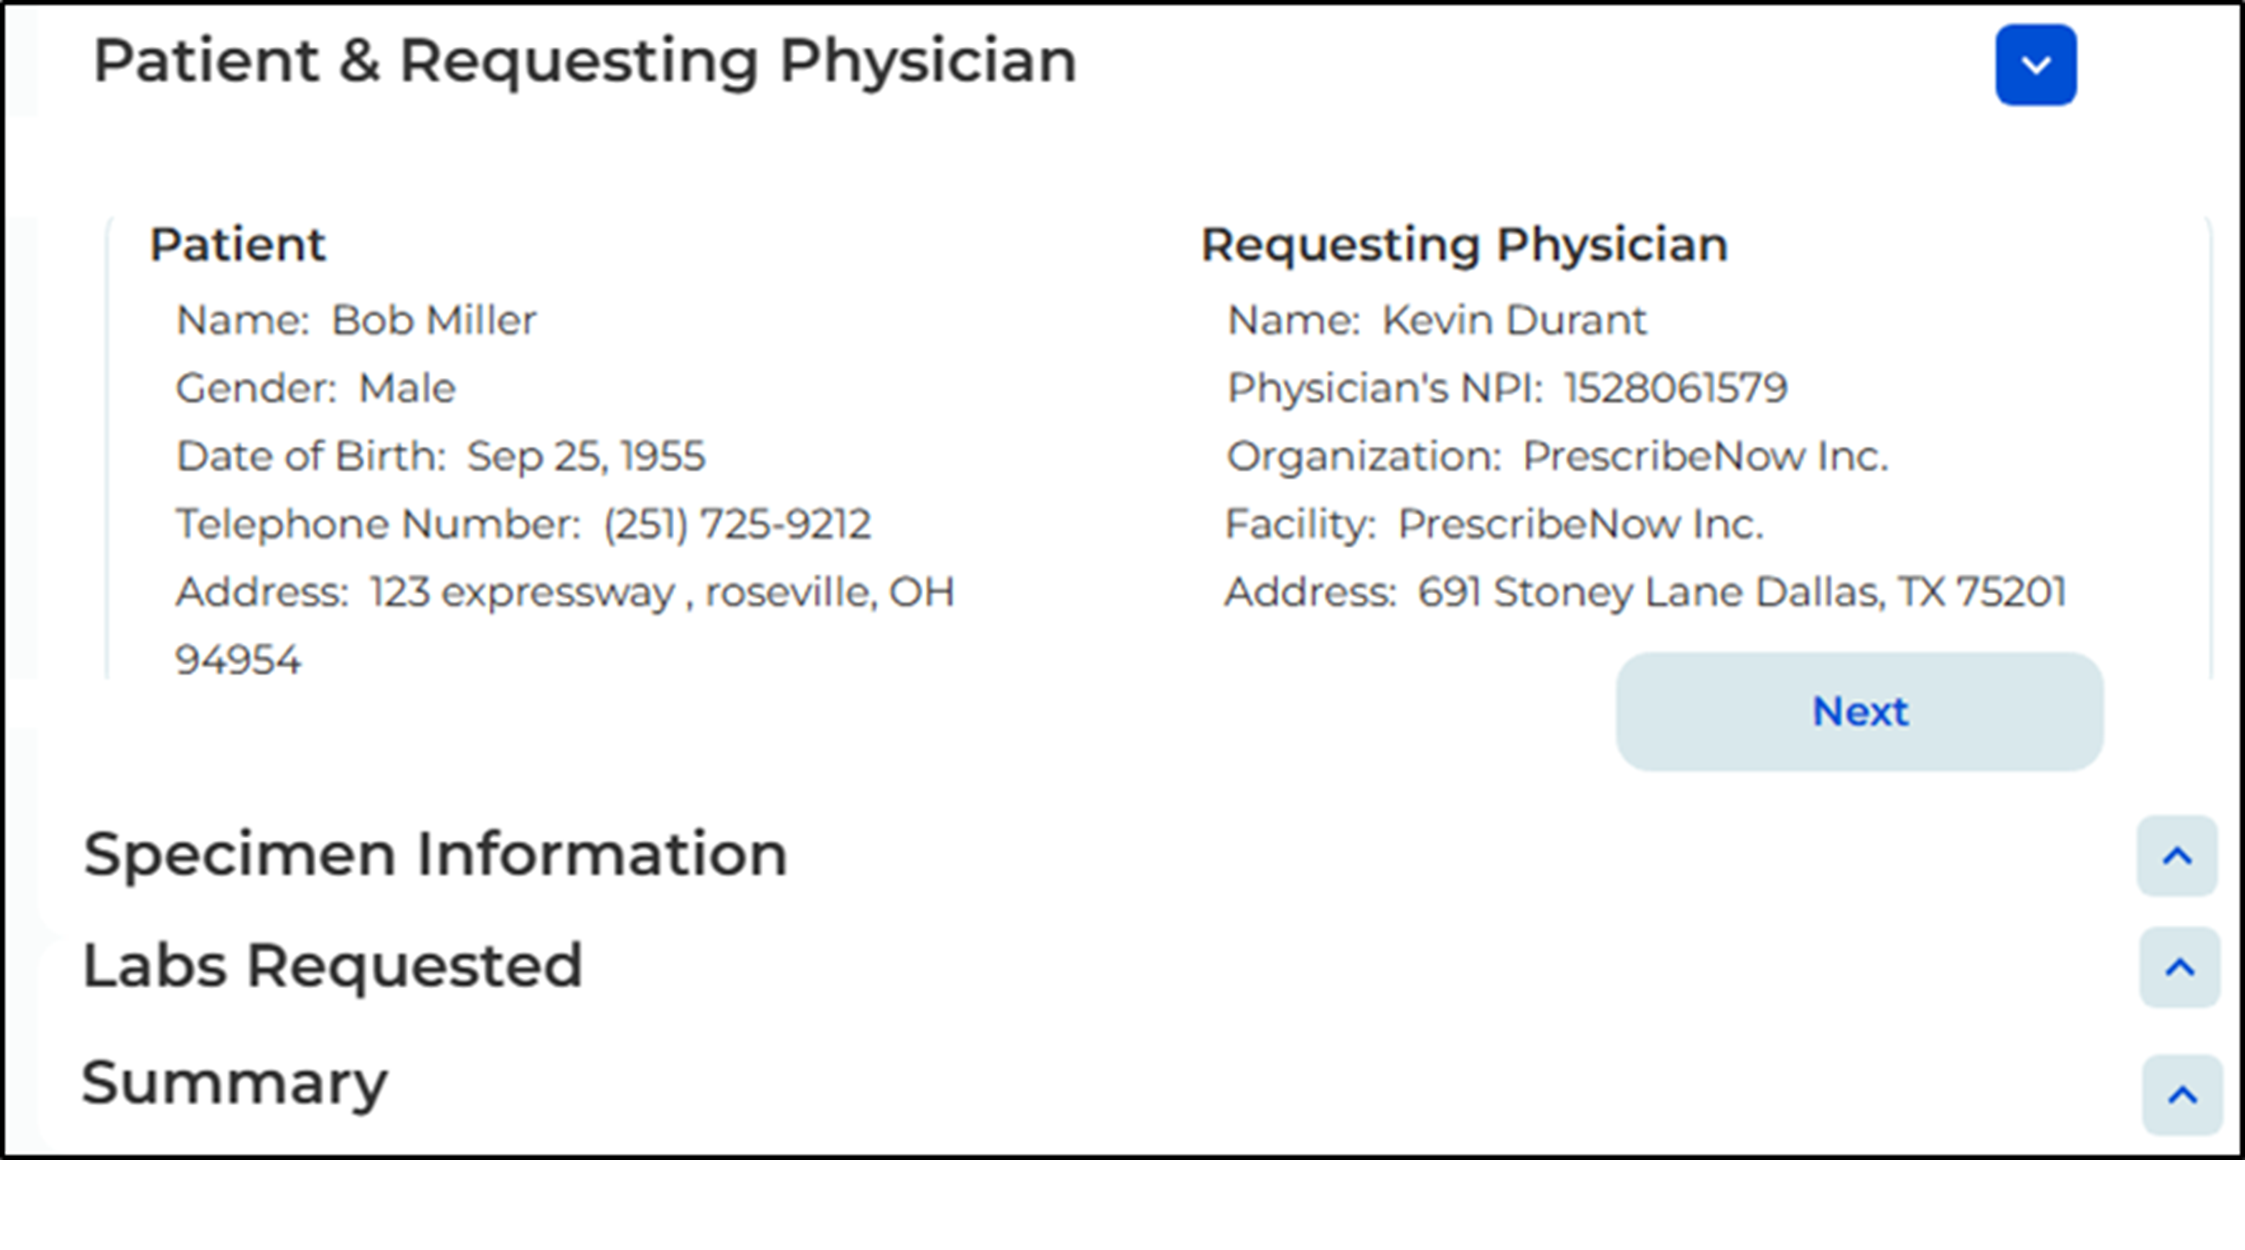 Patient & Requesting Physician
Patient
Name: Bob Miller
Gender: Male
Date of Birth: Sep 25, 1955
Telephone Number: (251) 725-9212
Address: 123 expressway , roseville, OH
94954
Requesting Physician
Name: Kevin Durant
Physician's NPI: 1528061579
Organization: PrescribeNow Inc.
Facility: PrescribeNow Inc.
Address: 691 Stoney Lane Dallas, TX 75201
Next
Specimen Information
Labs Requested
Summary